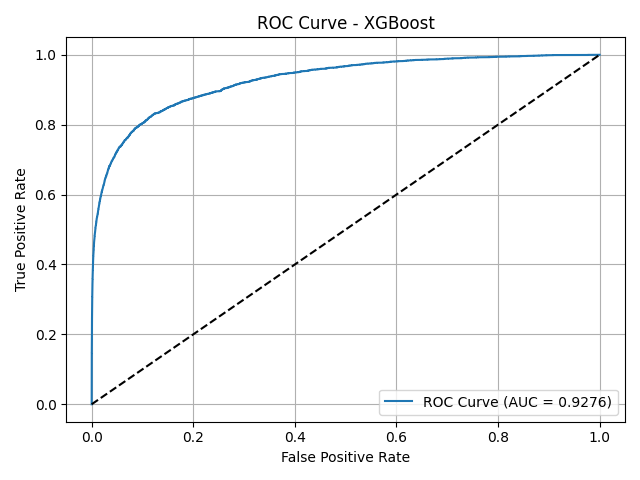 ROC Curve - XGBoost
1.0
0.8
0.6
0.4
0.2
0.0
True Positive Rate
ROC Curve (AUC = 0.9276)
0.0 0.2 0.4 0.6 0.8 1.0
False Positive Rate